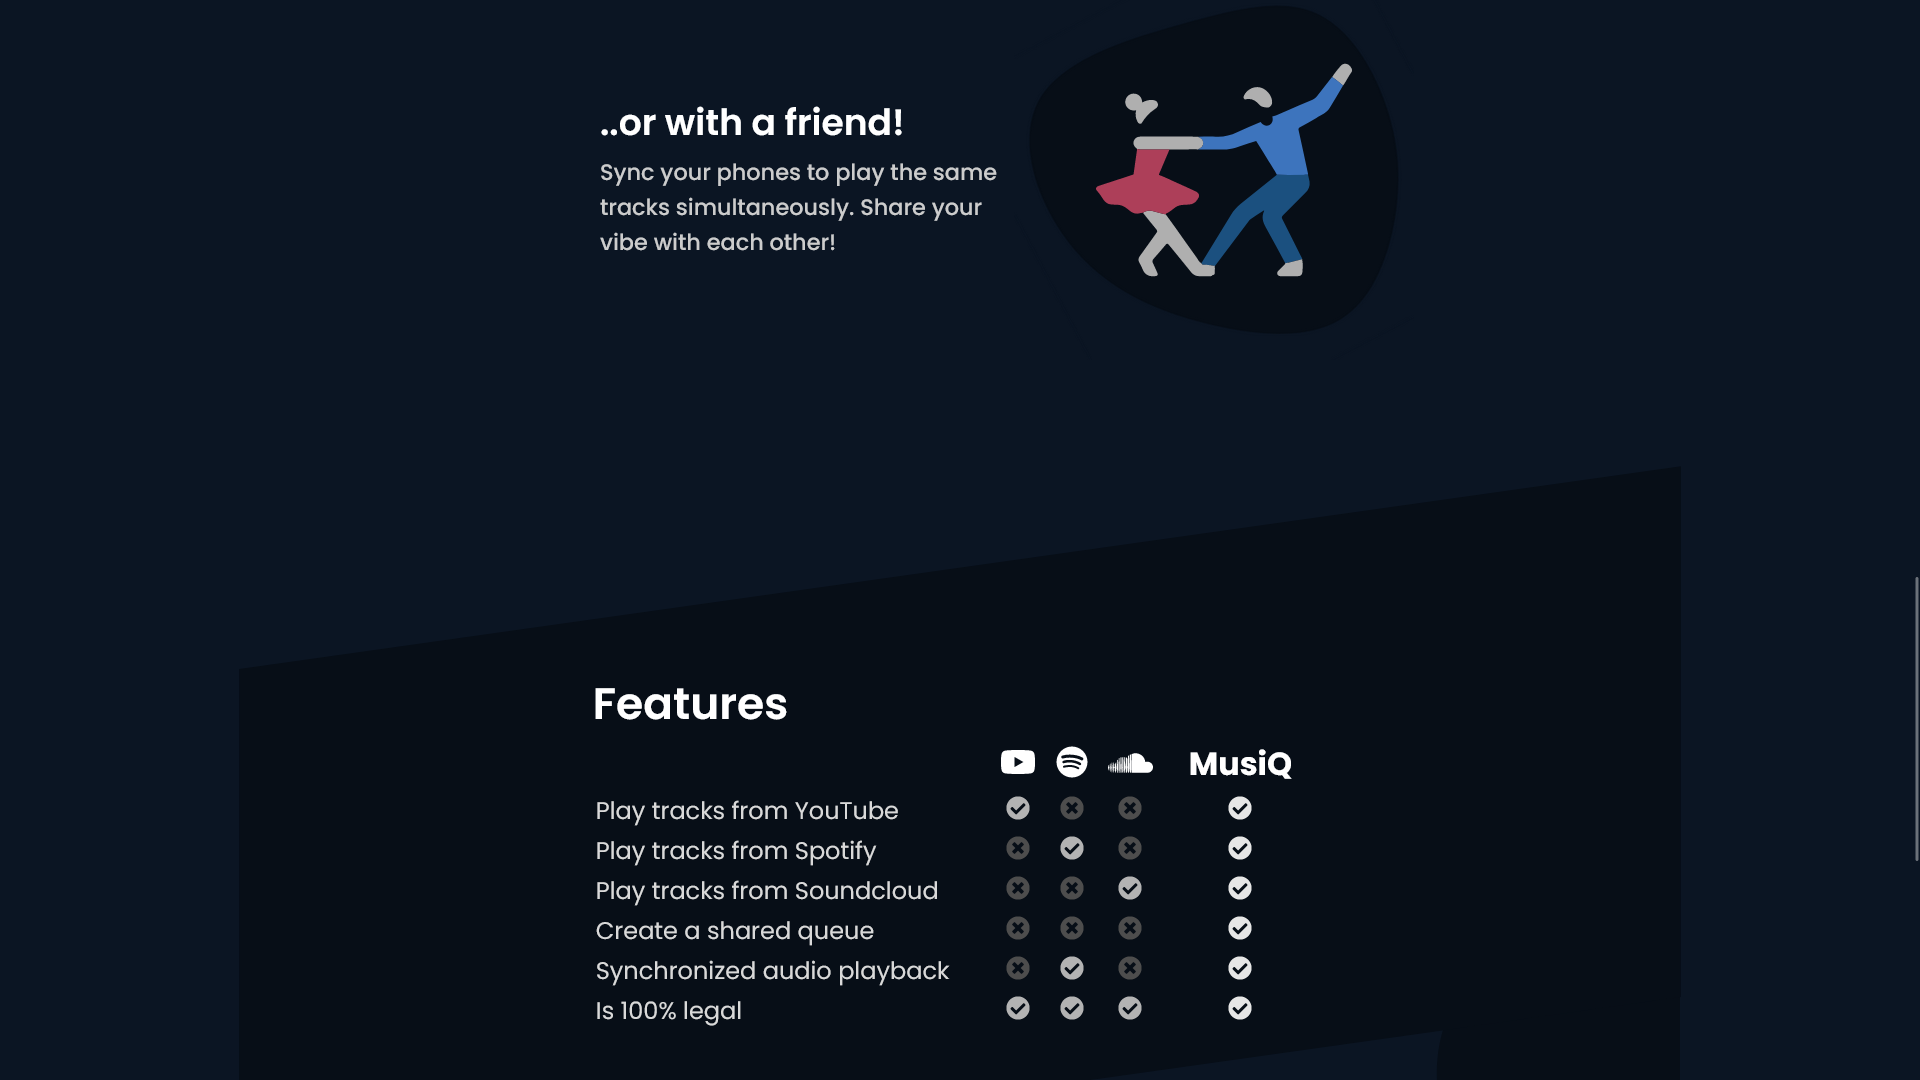 ..or with a friend!
Sync your phones to play the same
tracks simultaneously. Share your
vibe with each other!
Features
MusiQ
Play tracks from YouTube
Play tracks from Spotify
Play tracks from Soundcloud
Create a shared queue
Synchronized audio playback
Is 100% legal